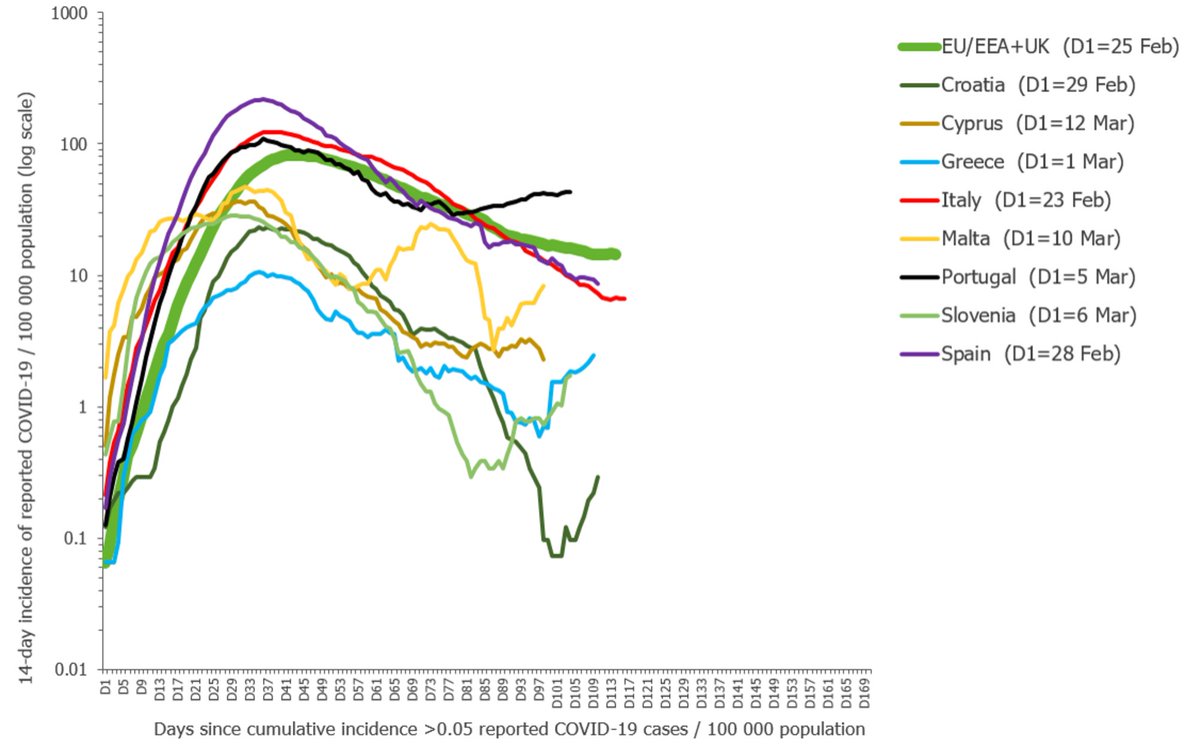 1000
100
10
1
0.1
0.01
14-day incidence of reported COVID-19 / 100 000 population (log scale)
D1 D5 D9 D13 D17 D21 D25 D29 D33 D37 D41 D45 D49 D53 D57 D61 D65 D69 D73 D77 D81 D85 D89 D93 D97 D101 D105 D109 D113 D117 D121 D125 D129 D133 D137 D141 D145 D149 D153 D157 D161 D165 D169
Days since cumulative incidence >0.05 reported COVID-19 cases / 100 000 population
EU/EEA+UK (D1=25 Feb)
Croatia (D1=29 Feb)
Cyprus (D1=12 Mar)
Greece (D1=1 Mar)
Italy (D1=23 Feb)
Malta (D1=10 Mar)
Portugal (D1=5 Mar)
Slovenia (D1=6 Mar)
Spain (D1=28 Feb)